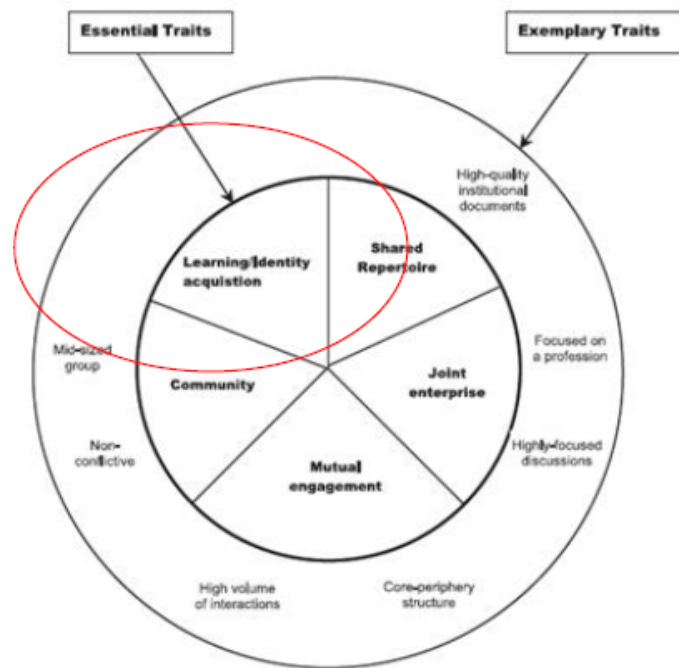 Essential Traits
Exemplary Traits
High-quality
institutional
documents
Learning/Identity
acquistion
Shared
Repertoire
Mid-sized
group
Community
Joint
enterprise
Focused on
a profession
Non-
conflictive
Mutual
engagement
Highly-focused
discussions
High volume
of interactions
Core-periphery
structure